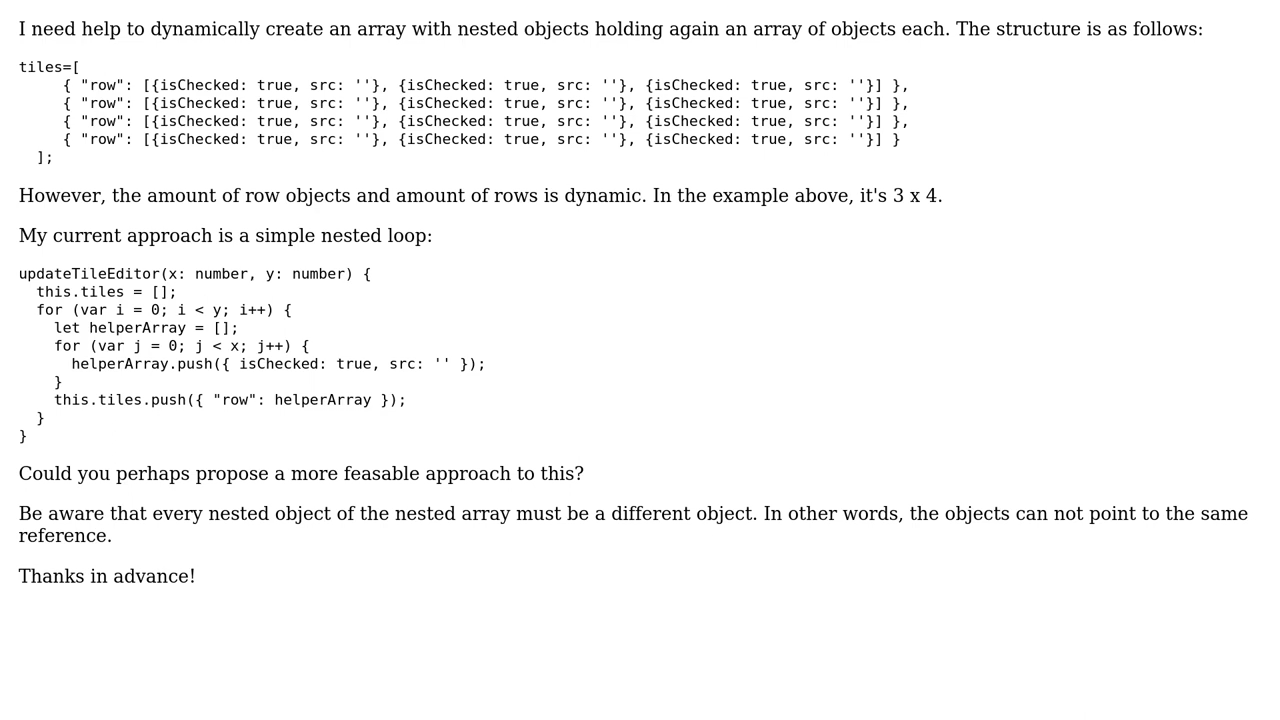 I need help to dynamically create an array with nested objects holding again an array of objects each. The structure is as follows:
tiles=[
     { "row": [{isChecked: true, src: ''}, {isChecked: true, src: ''}, {isChecked: true, src: ''}] },
     { "row": [{isChecked: true, src: ''}, {isChecked: true, src: ''}, {isChecked: true, src: ''}] },
     { "row": [{isChecked: true, src: ''}, {isChecked: true, src: ''}, {isChecked: true, src: ''}] },
     { "row": [{isChecked: true, src: ''}, {isChecked: true, src: ''}, {isChecked: true, src: ''}] }
  ];
However, the amount of row objects and amount of rows is dynamic. In the example above, it's 3 x 4.
My current approach is a simple nested loop:
updateTileEditor(x: number, y: number) {
  this.tiles = [];
  for (var i = 0; i < y; i++) {
    let helperArray = [];
    for (var j = 0; j < x; j++) {
      helperArray.push({ isChecked: true, src: '' });
    }
    this.tiles.push({ "row": helperArray });
  }
}
Could you perhaps propose a more feasable approach to this?
Be aware that every nested object of the nested array must be a different object. In other words, the objects can not point to the same
reference.
Thanks in advance!